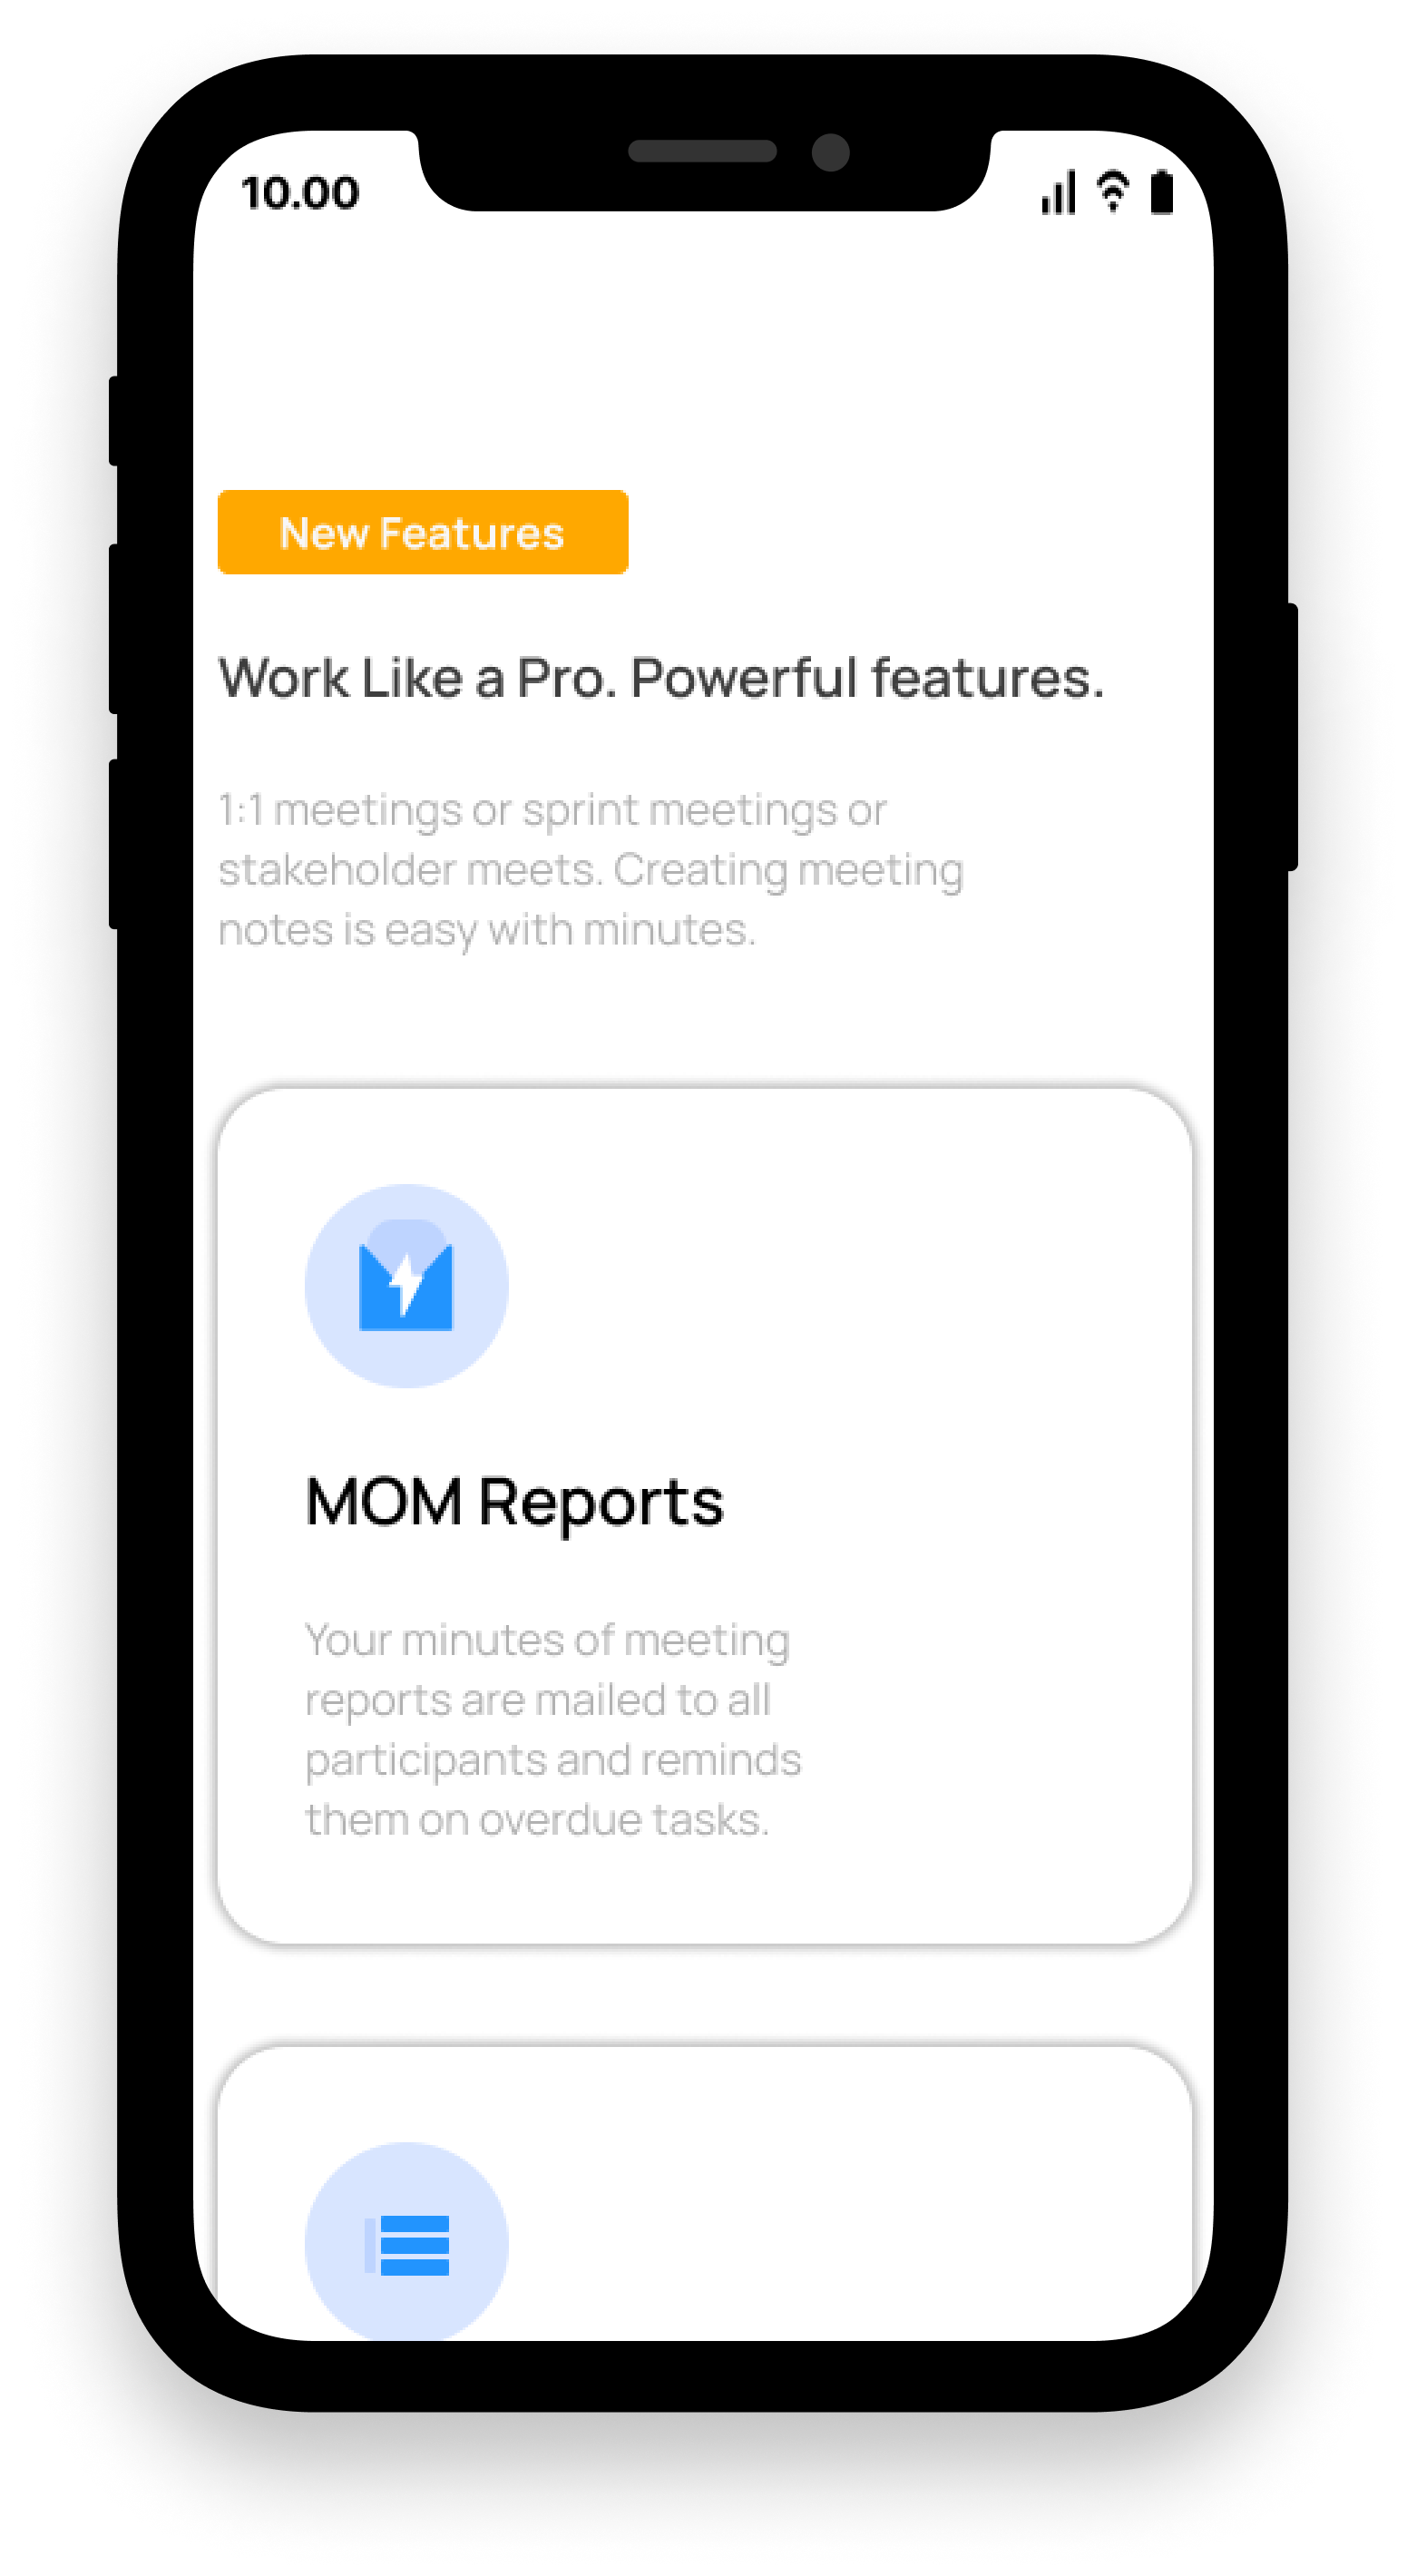 10.00
New Features
Work Like a Pro. Powerful features.
1:1 meetings or sprint meetings or
stakeholder meets. Creating meeting
notes is easy with minutes.
MOM Reports
Your minutes of meeting
reports are mailed to all
participants and reminds
them on overdue tasks.